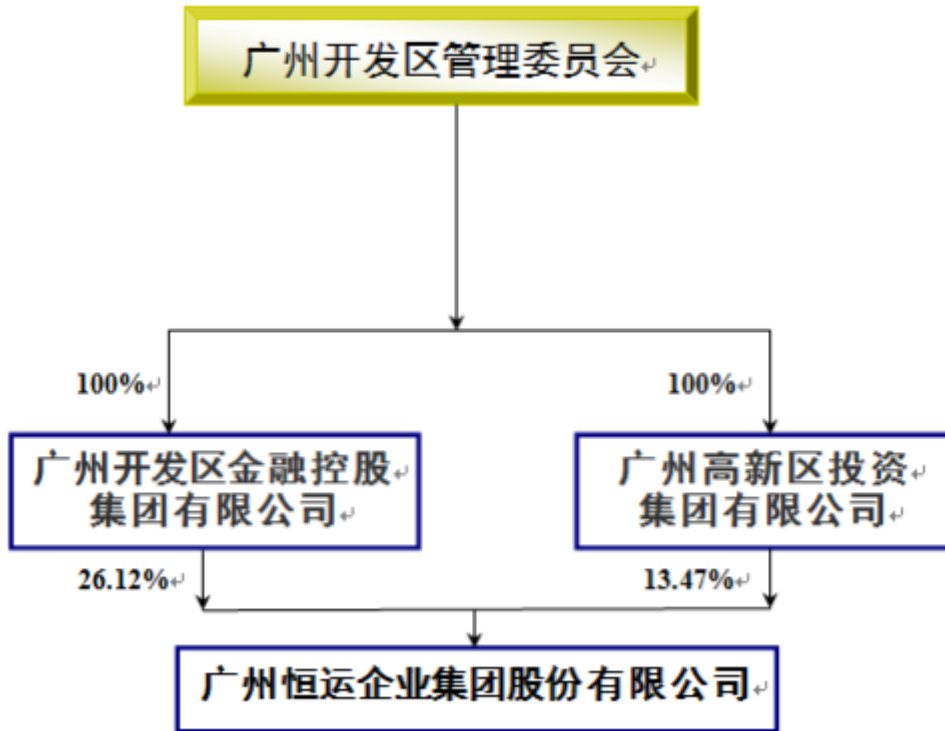 广州开发区管理委员会
100%
100%
广州开发区金融控股
集团有限公司
广州高新区投资
集团有限公司
26.12%
13.47%
广州恒运企业集团股份有限公司